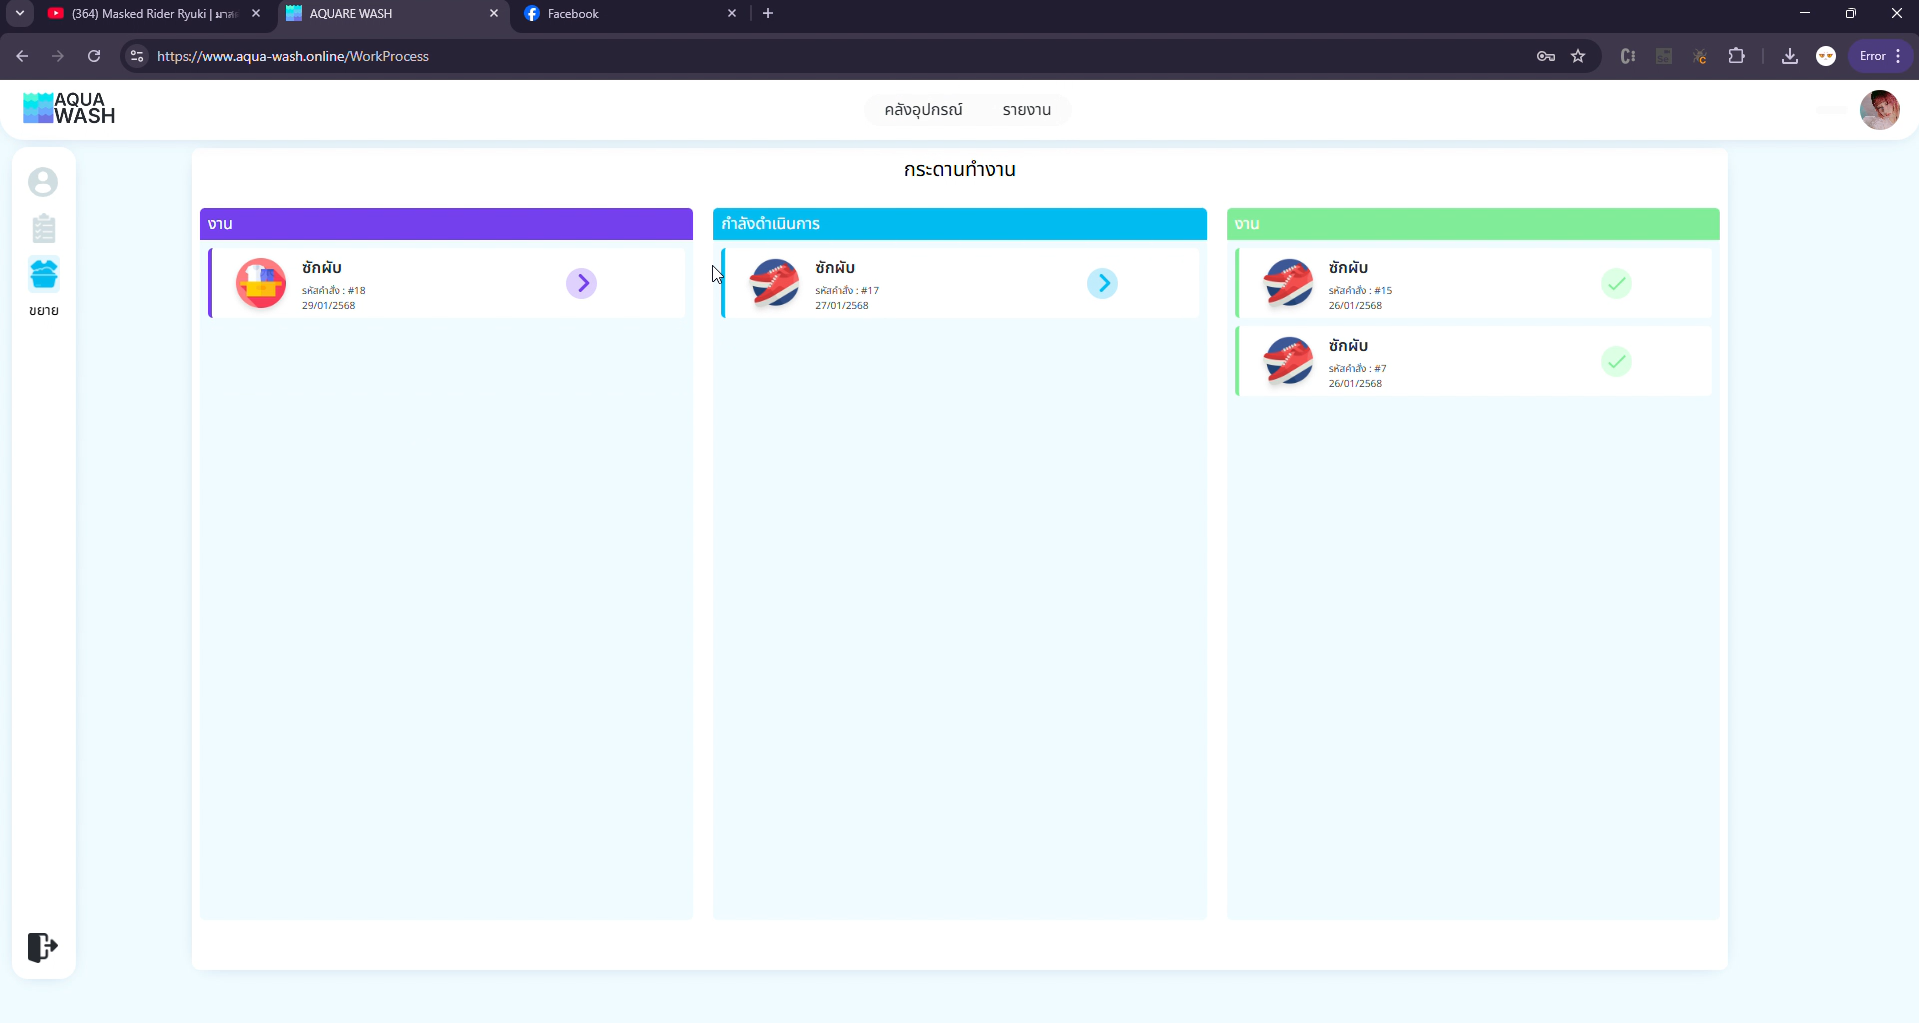 (364) Masked Rider Ryuki | มาสค
AQUARE WASH
Facebook
https://www.aqua-wash.online/WorkProcess
Error
AQUA
WASH
คลังอุปกรณ์
รายงาน
ขยาย
กระดานทำงาน
งาน
ซักผับ
รหัสคำสั่ง : #18
29/01/2568
กำลังดำเนินการ
ซักผับ
รหัสคำสั่ง : #17
27/01/2568
งาน
ซักผับ
รหัสคำสั่ง : #15
26/01/2568
ซักผับ
รหัสคำสั่ง : #7
26/01/2568